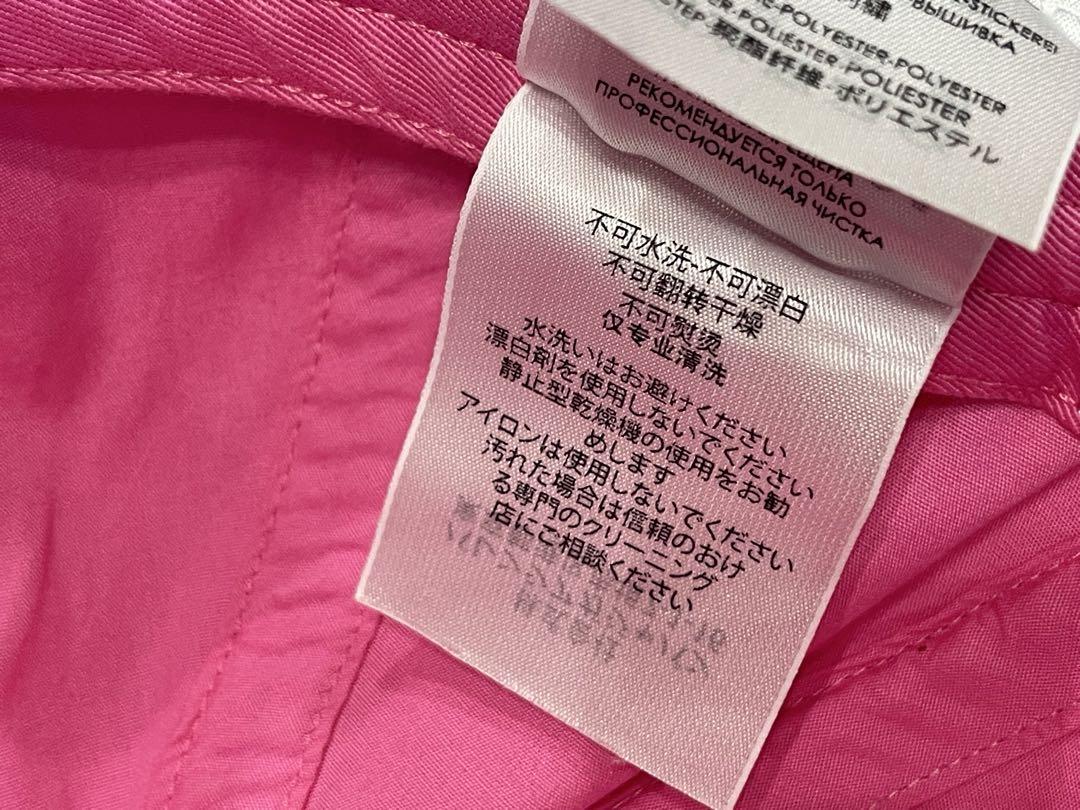 STICKEREI
ВЫШИВКА
POLYESTER-POLYESTER
POLIESTER-POLIESTER
聚酯纤维-ポリエステル
РЕКОМЕНДУЕТСЯ ТОЛЬКО
ПРОФЕССИОНАЛЬНАЯ ЧИСТКА
不可水洗-不可漂白
不可翻转干燥
不可熨烫
仅专业清洗
水洗いはお避けください
漂白剤を使用しないでください
静止型乾燥機の使用をお勧
めします
アイロンは使用しないでください
汚れた場合は信頼のおけ
る専門のクリーニング
店にご相談ください